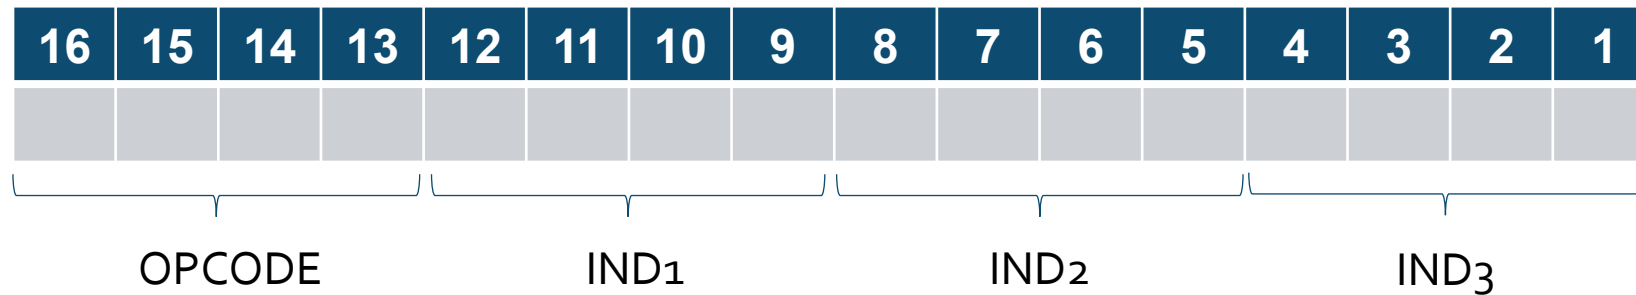 16 15 14 13 12 11 10 9 8 7 6 5 4 3 2 1
OPCODE IND1 IND2 IND3